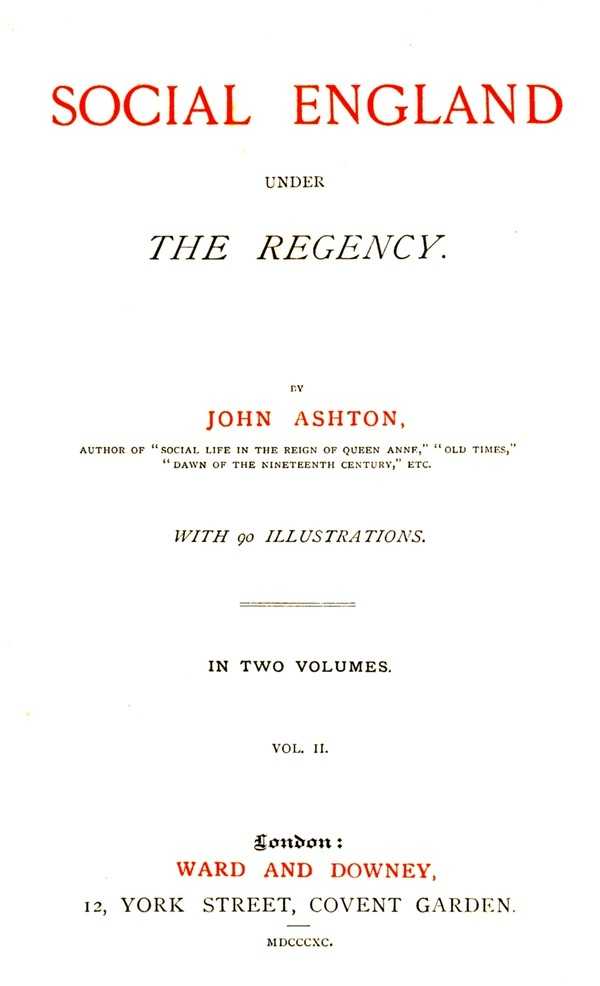 SOCIAL ENGLAND
UNDER
THE REGENCY.
BY
JOHN ASHTON,
AUTHOR OF "SOCIAL LIFE IN THE REIGN OF QUEEN ANNE," "OLD TIMES,"
"DAWN OF THE NINETEENTH CENTURY," ETC.
WITH 90 ILLUSTRATIONS.
IN TWO VOLUMES.
VOL. II.
London:
WARD AND DOWNEY,
12, YORK STREET, COVENT GARDEN.
MDCCCXC.